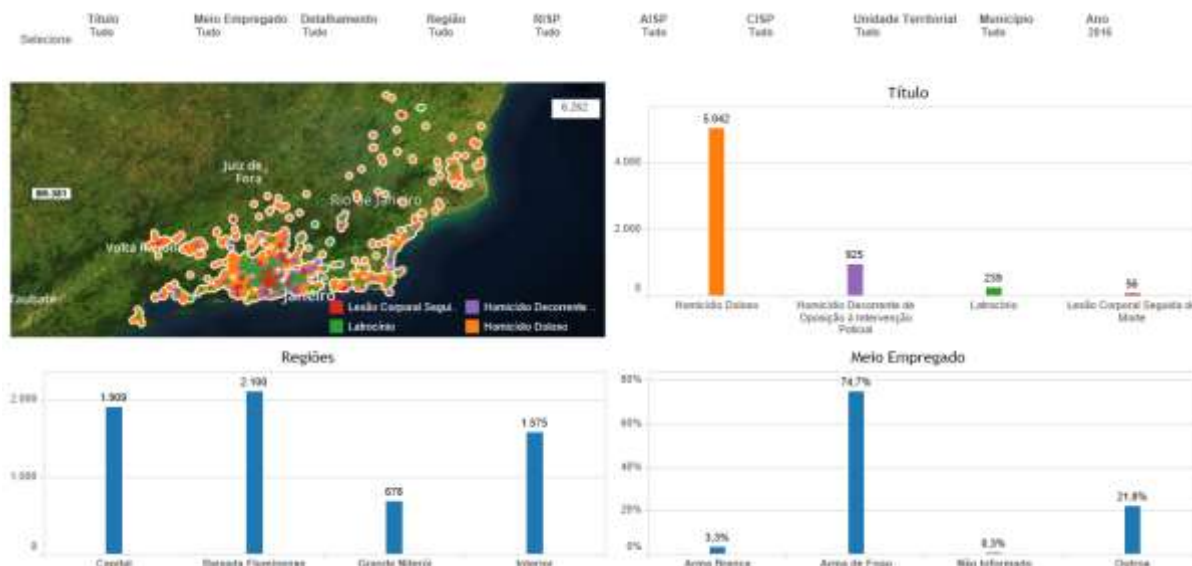 Título Meio Empregado Detalhamento Região RISP AISP CISP Unidade Territorial Município Ano
Selecione Tudo Tudo Tudo Tudo Tudo Tudo Tudo Tudo Tudo 2016
6.262
Juiz de
Fora
BR-381
Rio de Janeiro
Volta Redonda
Taubaté
Janeiro
Lesão Corporal Segui... Homicídio Decorrente ...
Latrocínio Homicídio Doloso
Título
5.042
4.000
2.000
925
239
56
0
Homicídio Doloso Homicídio Decorrente de Latrocínio Lesão Corporal Seguida de
Oposição à Intervenção Morte
Policial
Regiões
2.000
1.909
2.100
1.575
1.000
678
0
Capital Baixada Fluminense Grande Niterói Interior
Meio Empregado
80%
74,7%
60%
40%
20%
21,8%
3,3%
0,3%
0%
Arma Branca Arma de Fogo Não Informado Outros